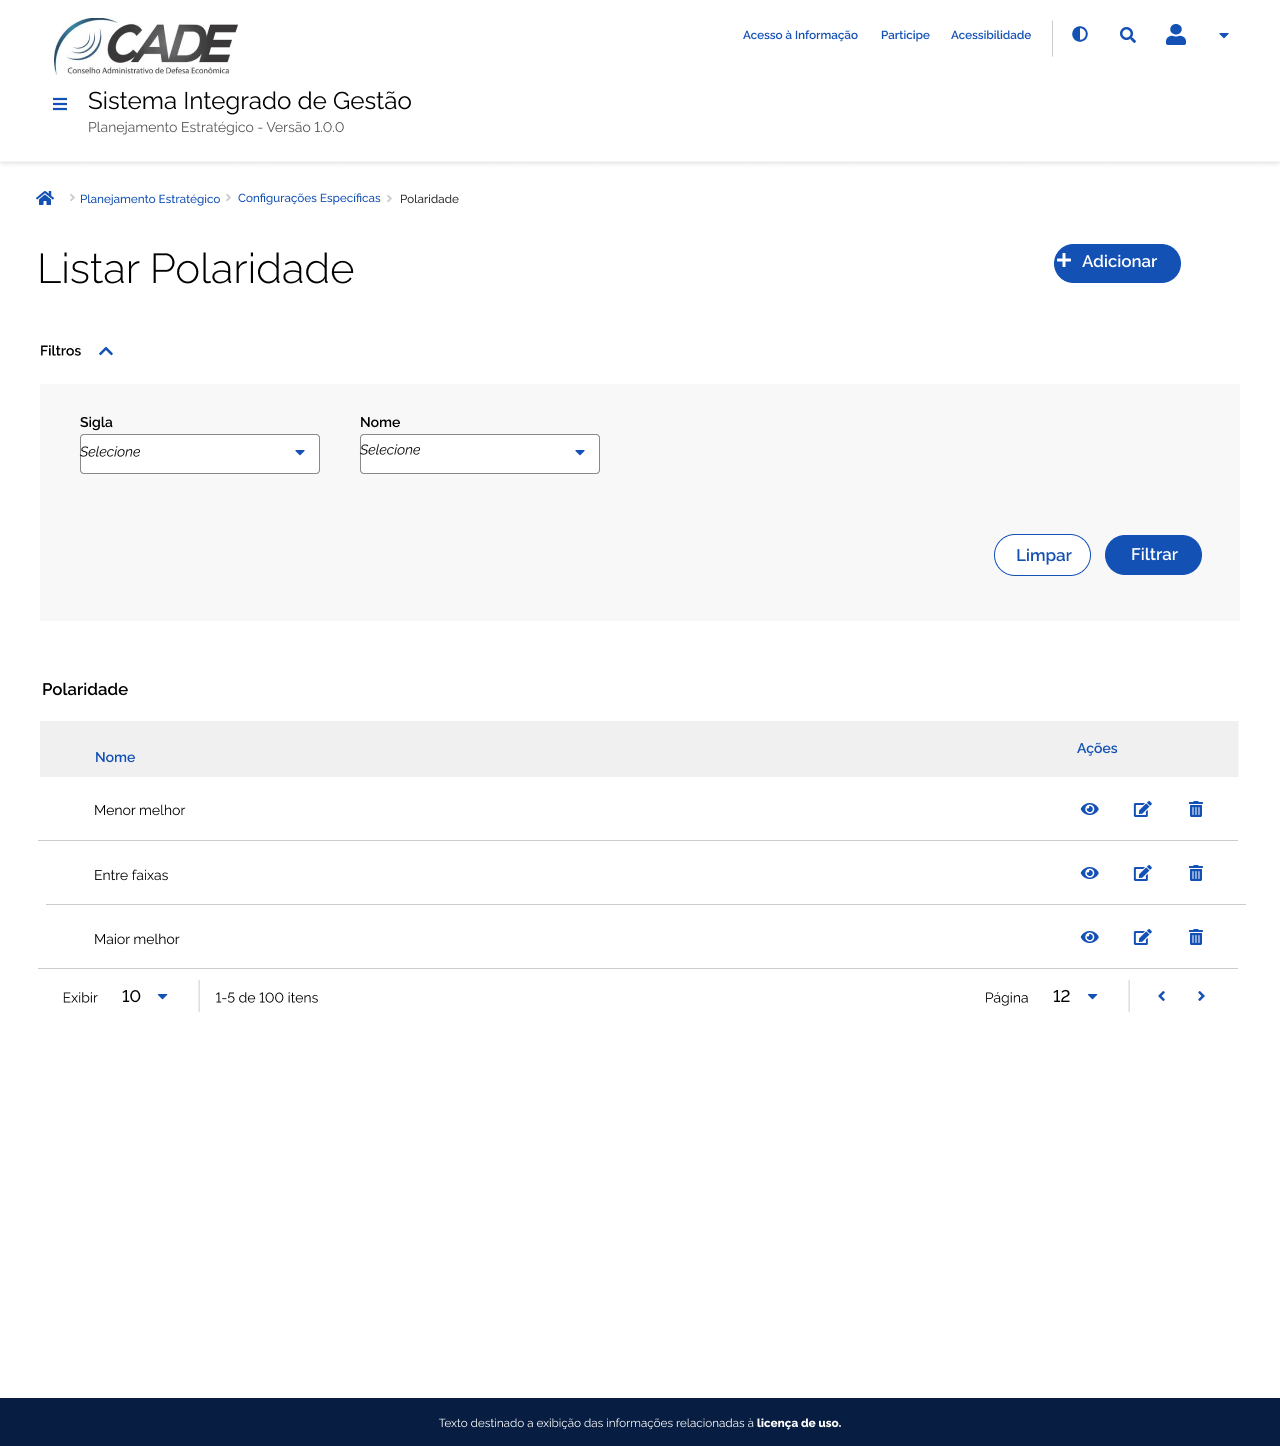 CADE
Conselho Administrativo de Defesa Econômica
Acesso à Informação Participe Acessibilidade
Sistema Integrado de Gestão
Planejamento Estratégico - Versão 1.0.0
Planejamento Estratégico Configurações Específicas Polaridade
Listar Polaridade
Adicionar
Filtros
Sigla Nome
Selecione Selecione
Limpar Filtrar
Polaridade
Nome Ações
Menor melhor
Entre faixas
Maior melhor
Exibir 10 1-5 de 100 itens Página 12
Texto destinado a exibição das informações relacionadas à licença de uso.